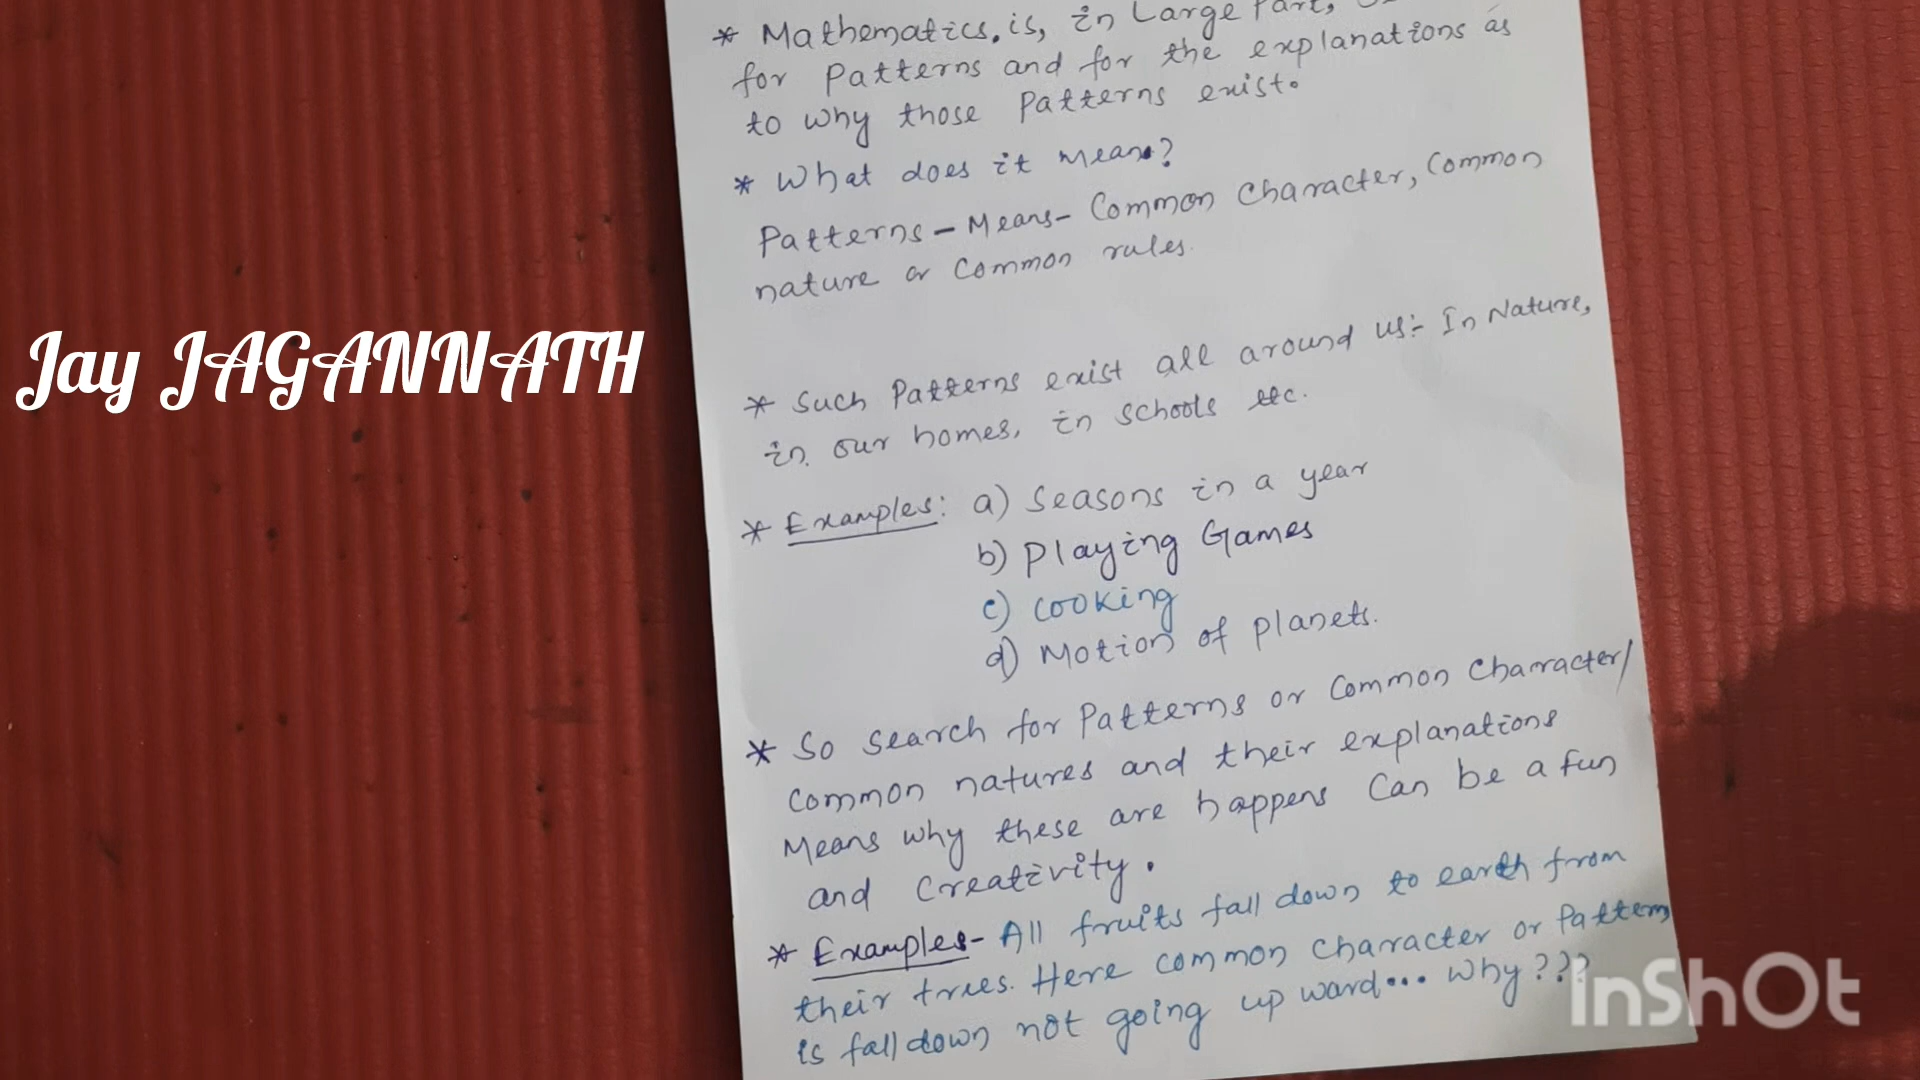 * Mathematics. is, in Large Part,
for Patterns and for the explanations as
to why those Patterns exist.
* What does it mean?
Patterns - Means - Common Character, Common
nature or Common rules.
Jay JAGANNATH
* Such Patterns exist all around us:- In Nature,
in our homes, in schools etc.
* Examples: a) Seasons in a year
b) Playing Games
c) Cooking
d) Motion of planets.
* So search for Patterns or Common Character/
Common natures and their explanations
Means why these are happens Can be a fun
and Creativity.
* Examples - All fruits fall down to earth from
their trees. Here common Character or Pattern
is fall down not going up ward... Why???
InShOt